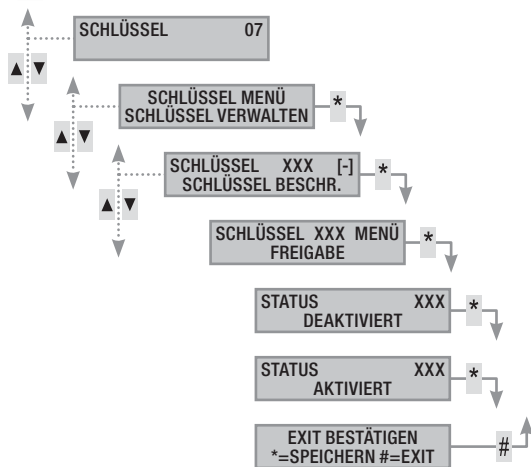 SCHLÜSSEL 07
▲ ▼
SCHLÜSSEL MENÜ
SCHLÜSSEL VERWALTEN
*
▲ ▼
SCHLÜSSEL XXX [-]
SCHLÜSSEL BESCHR.
*
▲ ▼
SCHLÜSSEL XXX MENÜ
FREIGABE
*
STATUS XXX
DEAKTIVIERT
*
STATUS XXX
AKTIVIERT
*
EXIT BESTÄTIGEN
*=SPEICHERN #=EXIT
#